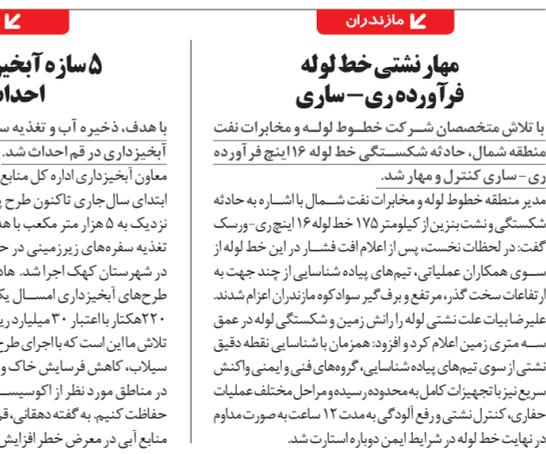 مازندران
مهار نشتی خط لوله
فرآورده ری – ساری
با تلاش متخصصان شرکت خطوط لوله و مخابرات نفت
منطقه شمال، حادثه شکستگی خط لوله ۱۶ اینچ فرآورده
ری - ساری کنترل و مهار شد.
مدیر منطقه خطوط لوله و مخابرات نفت شمال با اشاره به حادثه
شکستگی و نشت بنزین از کیلومتر ۱۷۵ خط لوله ۱۶ اینچ ری-ورسک
گفت: در لحظات نخست، پس از اعلام افت فشار در این خط لوله از
سوی همکاران عملیاتی، تیم‌های پیاده شناسایی از چند جهت به
ارتفاعات سخت گذر، مرتفع و برف‌گیر سوادکوه مازندران اعزام شدند.
علیرضا بیات علت نشتی لوله را رانش زمین و شکستگی لوله در عمق
سه متری زمین اعلام کرد و افزود: همزمان با شناسایی نقطه دقیق
نشتی از سوی تیم‌های پیاده شناسایی، گروه‌های فنی و ایمنی واکنش
سریع نیز با تجهیزات کامل به محدوده رسیده و مراحل مختلف عملیات
حفاری، کنترل نشتی و رفع آلودگی به مدت ۱۲ ساعت به صورت مداوم
در نهایت خط لوله در شرایط ایمن دوباره استارت شد.
۵ سازه آبخیز
احداث
با هدف، ذخیره آب و تغذیه
آبخیزداری در قم احداث شد.
معاون آبخیزداری اداره کل منابع
ابتدای سال جاری تاکنون طرح
نزدیک به ۵ هزار متر مکعب با هد
تغذیه سفره‌های زیرزمینی در
در شهرستان کهک اجرا شد.
طرح‌های آبخیزداری امسال
۲۲۰ هکتار با اعتبار ۳۰ میلیارد
تلاش ما این است که با اجرای طرح
سیلاب، کاهش فرسایش خاک و
در مناطق مورد نظر از اکوسیس
حفاظت کنیم. به گفته دهقانی،
منابع آبی در معرض خطر افزایش